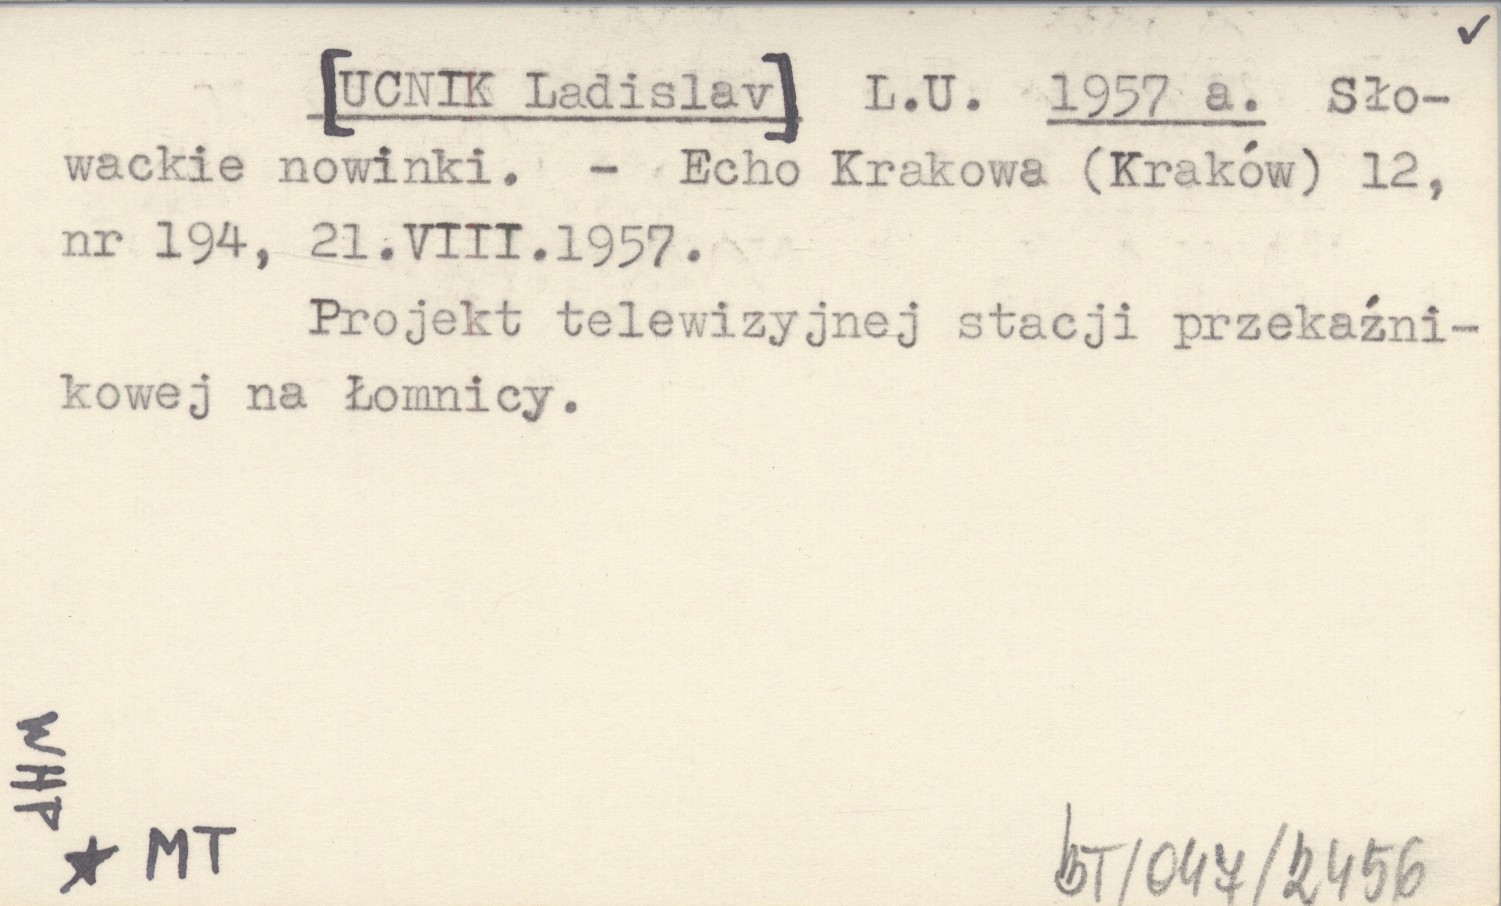 ✓
[UCNIK Ladislav] L.U. 1957 a. Sło-
wackie nowinki. - Echo Krakowa (Kraków) 12,
nr 194, 21.VIII.1957.
Projekt telewizyjnej stacji przekaźni-
kowej na Łomnicy.
WHP
★ MT
bT/047/2456